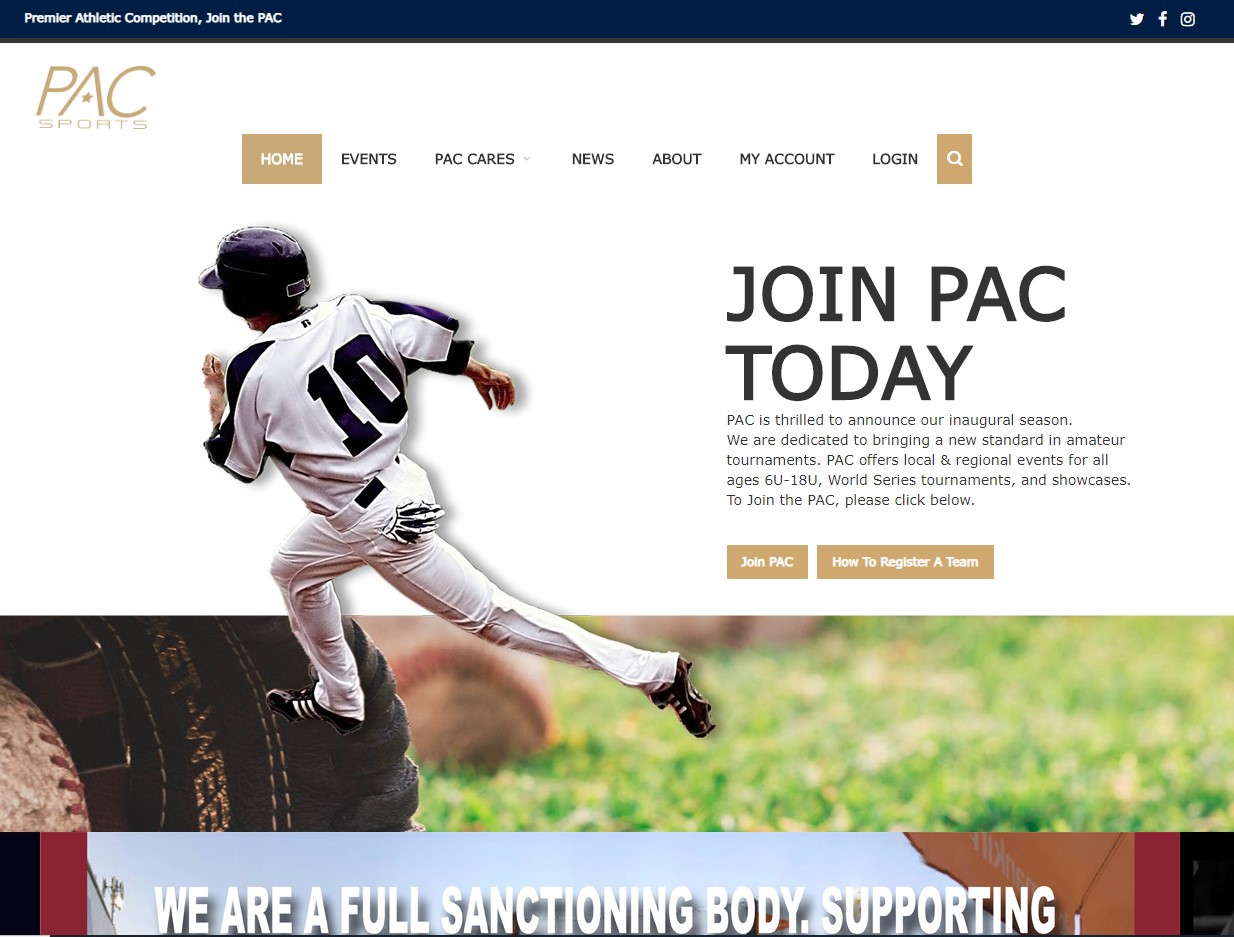 Premier Athletic Competition, Join the PAC
PAC
SPORTS
HOME EVENTS PAC CARES NEWS ABOUT MY ACCOUNT LOGIN
10
JOIN PAC
TODAY
PAC is thrilled to announce our inaugural season.
We are dedicated to bringing a new standard in amateur
tournaments. PAC offers local & regional events for all
ages 6U-18U, World Series tournaments, and showcases.
To Join the PAC, please click below.
Join PAC How To Register A Team
WE ARE A FULL SANCTIONING BODY. SUPPORTING